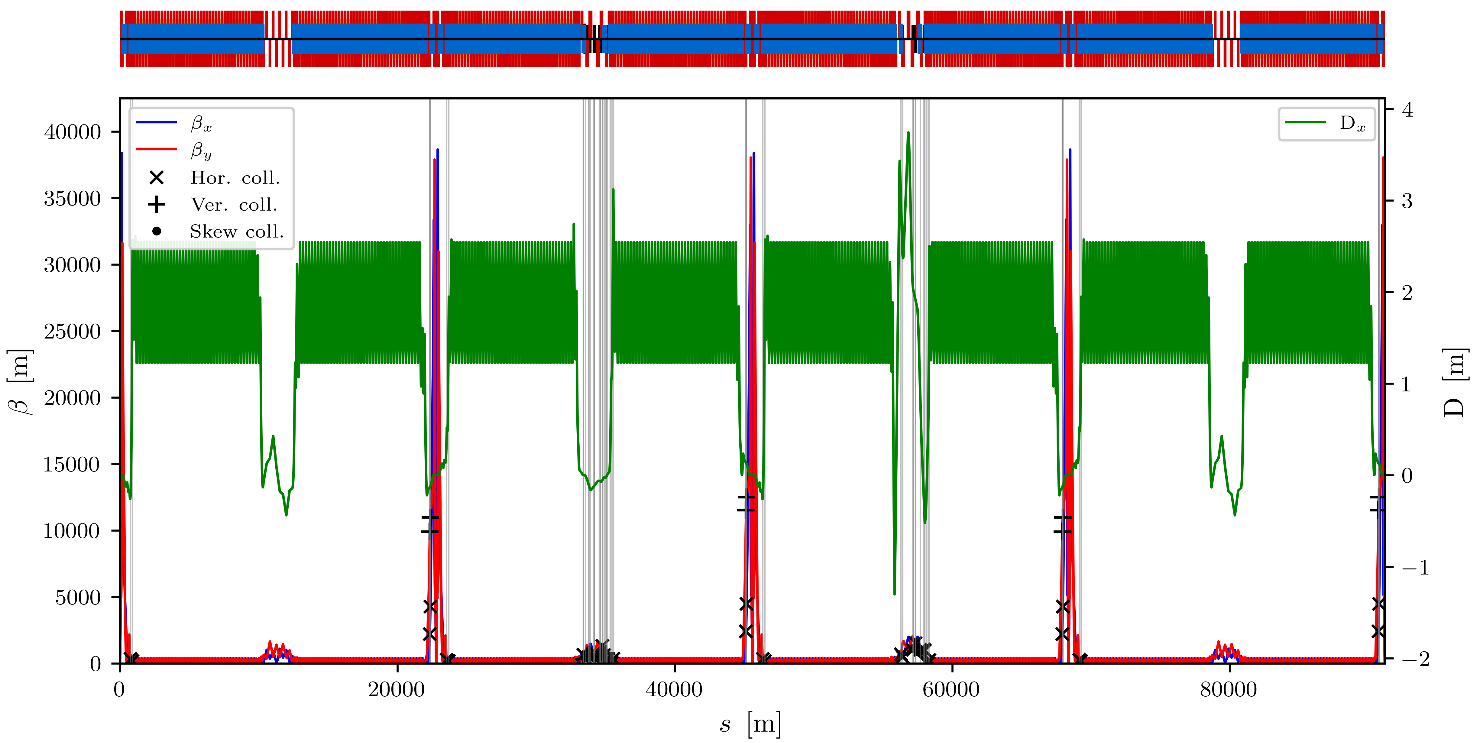 βx
βy
Hor. coll.
Ver. coll.
Skew coll.
Dx
40000
35000
30000
25000
20000
15000
10000
5000
0
β [m]
4
3
2
1
0
−1
−2
D [m]
0
20000
40000
60000
80000
s [m]